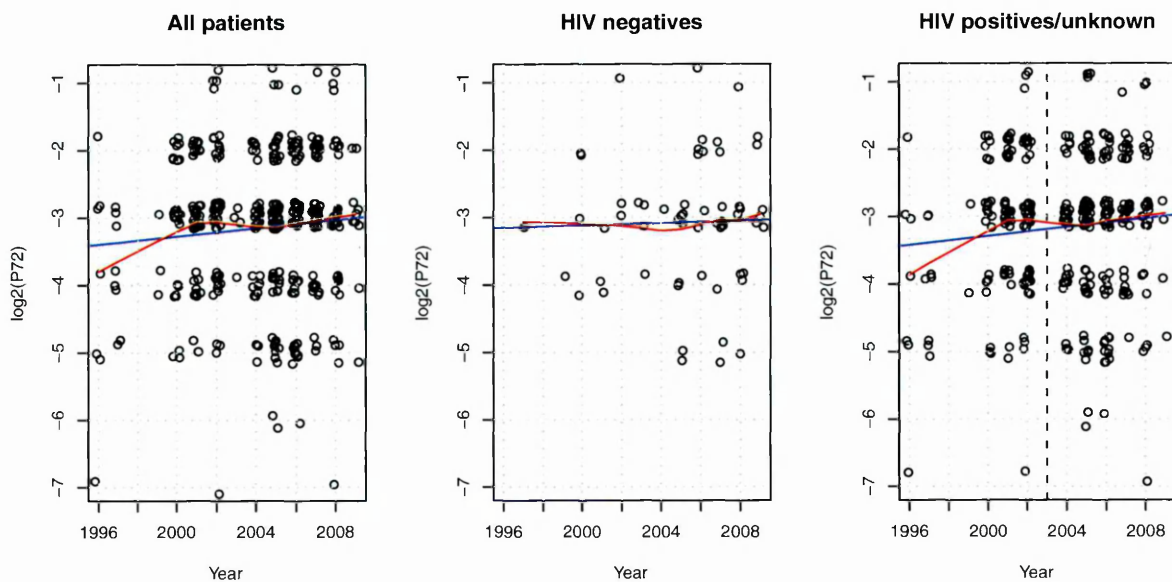 All patients
HIV negatives
HIV positives/unknown
log2(P72)
-1
-2
-3
-4
-5
-6
-7
1996 2000 2004 2008
Year
log2(P72)
-1
-2
-3
-4
-5
-6
-7
1996 2000 2004 2008
Year
log2(P72)
-1
-2
-3
-4
-5
-6
-7
1996 2000 2004 2008
Year